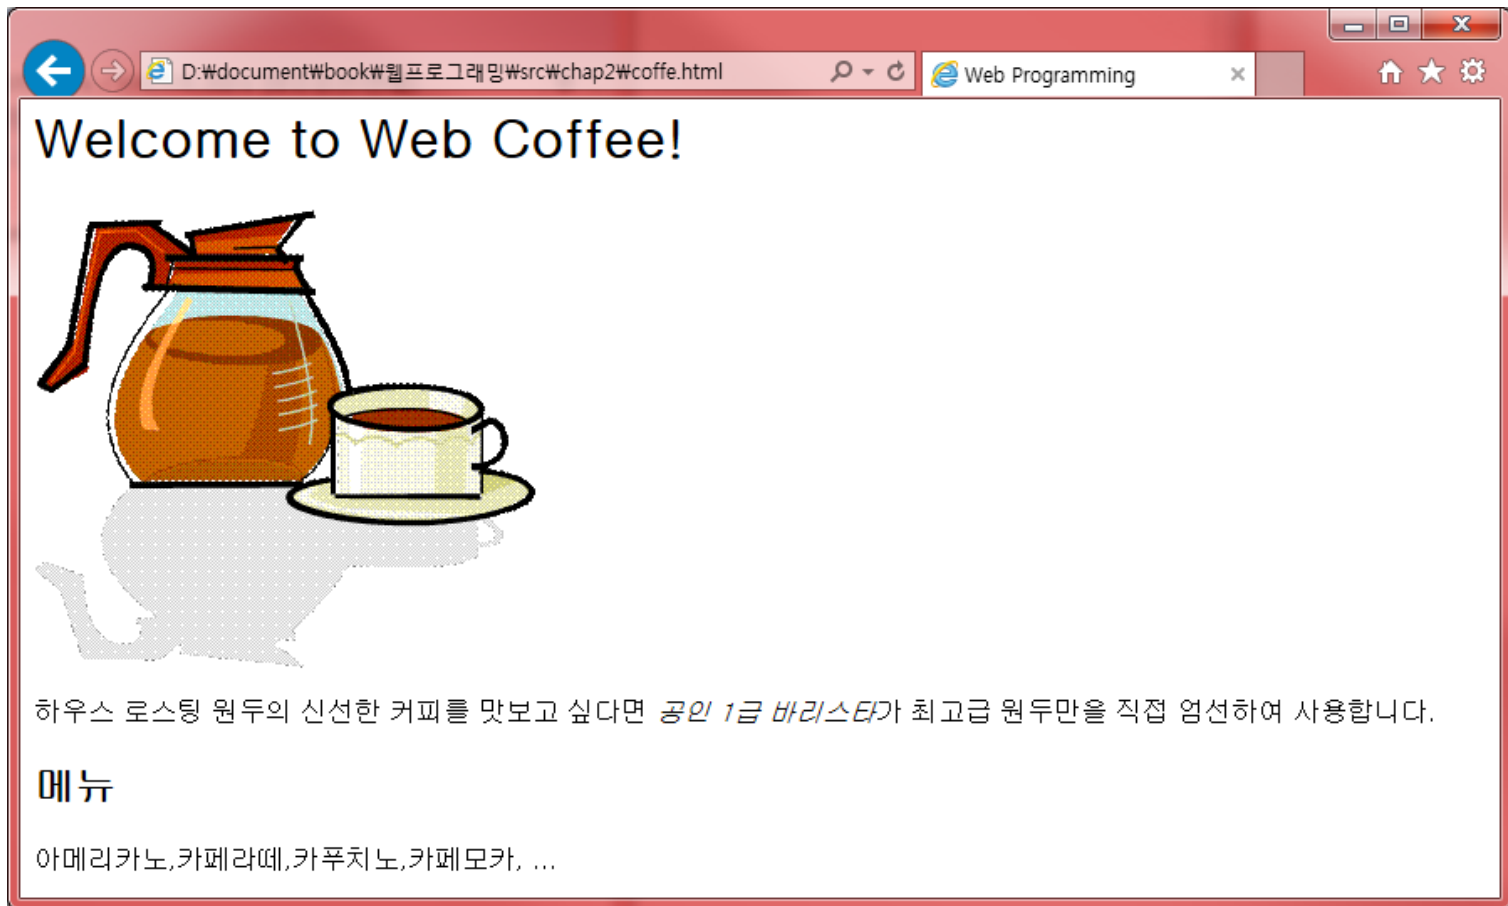 D:₩document₩book₩웹프로그래밍₩src₩chap2₩coffe.html
Web Programming
Welcome to Web Coffee!
하우스 로스팅 원두의 신선한 커피를 맛보고 싶다면 공인 1급 바리스타가 최고급 원두만을 직접 엄선하여 사용합니다.
메뉴
아메리카노,카페라떼,카푸치노,카페모카, ...